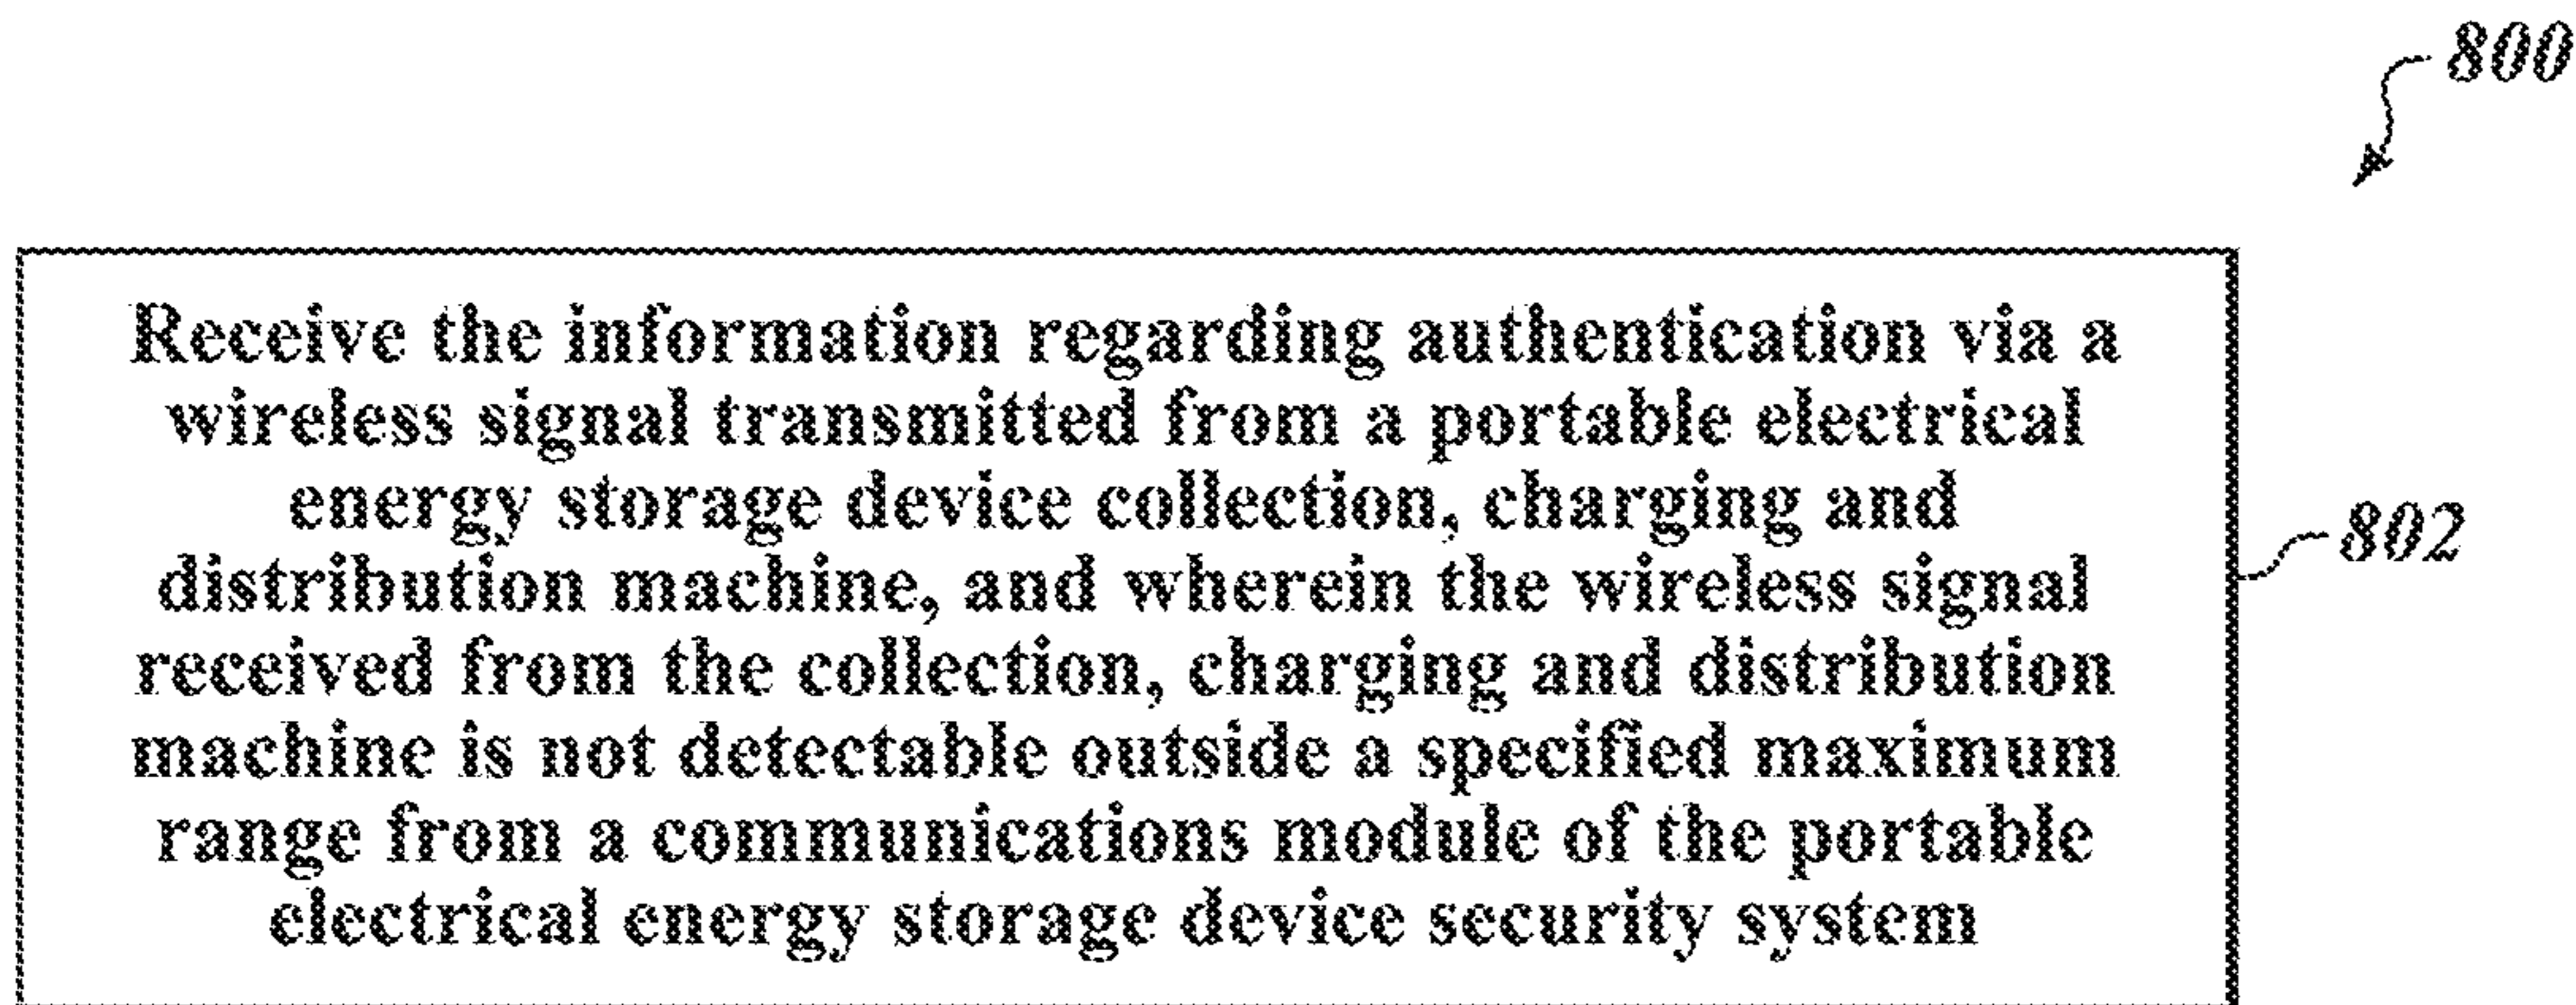 800
Receive the information regarding authentication via a
wireless signal transmitted from a portable electrical
energy storage device collection, charging and
distribution machine, and wherein the wireless signal
received from the collection, charging and distribution
machine is not detectable outside a specified maximum
range from a communications module of the portable
electrical energy storage device security system
802